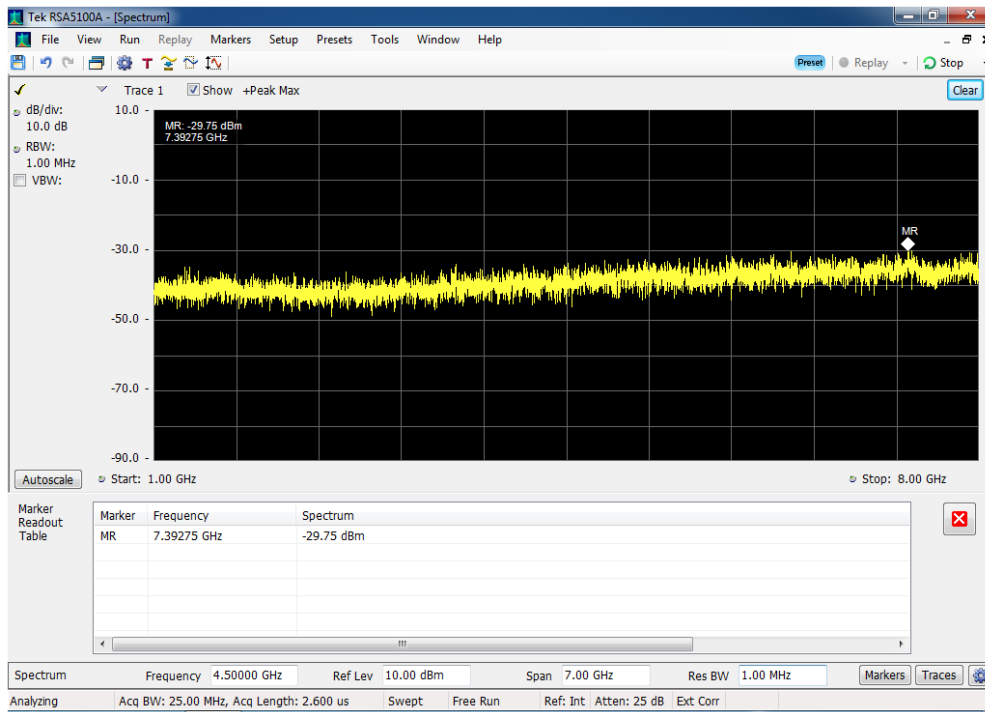 Tek RSA5100A - [Spectrum]
File View Run Replay Markers Setup Presets Tools Window Help
T Preset Replay Stop
Trace 1 Show +Peak Max Clear
dB/div:
10.0 dB
RBW:
1.00 MHz
VBW:
10.0 -
-10.0 -
-30.0 -
-50.0 -
-70.0 -
-90.0 -
MR: -29.75 dBm
7.39275 GHz
MR
Autoscale Start: 1.00 GHz Stop: 8.00 GHz
Marker
Readout
Table
Marker Frequency Spectrum
MR 7.39275 GHz -29.75 dBm
Spectrum Frequency 4.50000 GHz Ref Lev 10.00 dBm Span 7.00 GHz Res BW 1.00 MHz Markers Traces
Analyzing Acq BW: 25.00 MHz, Acq Length: 2.600 us Swept Free Run Ref: Int Atten: 25 dB Ext Corr